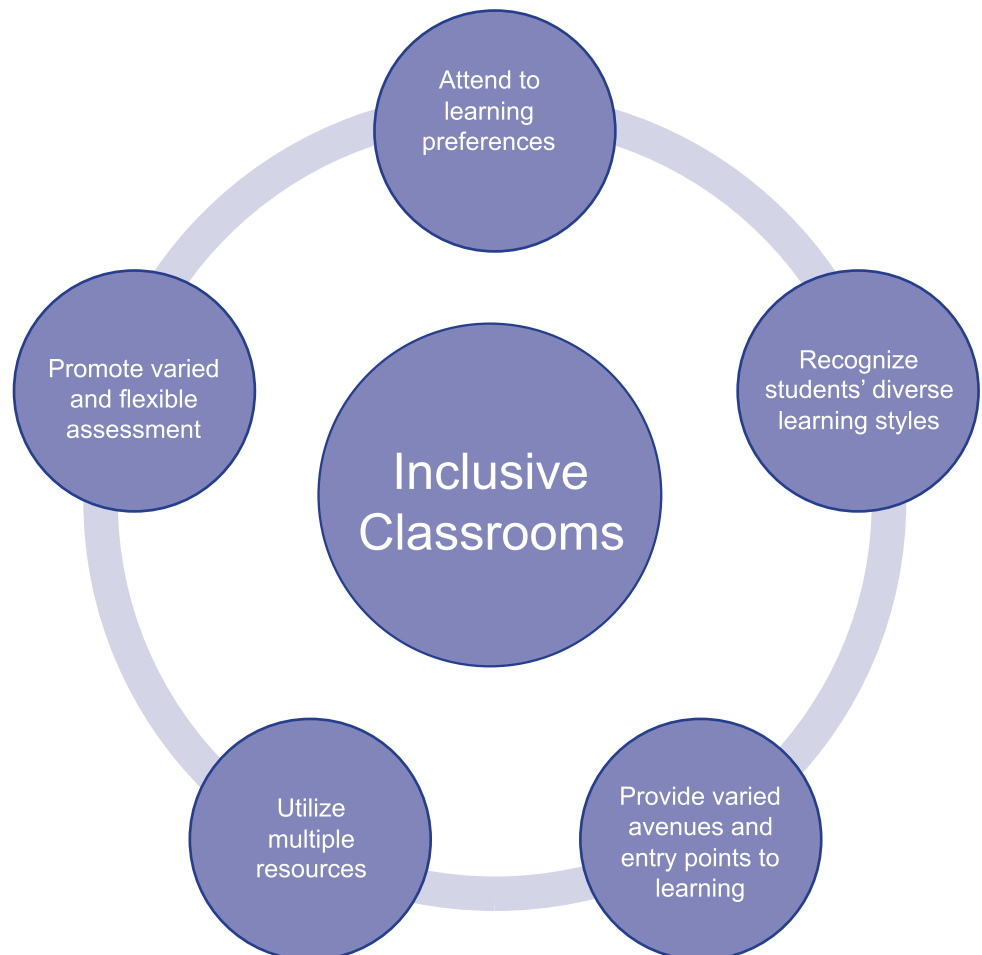 Attend to
learning
preferences
Recognize
students’ diverse
learning styles
Provide varied
avenues and
entry points to
learning
Utilize
multiple
resources
Promote varied
and flexible
assessment
Inclusive
Classrooms